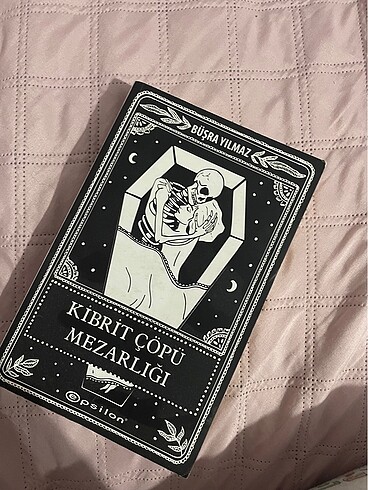 BÜŞRA YILMAZ
KİBRİT ÇÖPÜ
MEZARLIĞI
epsilon